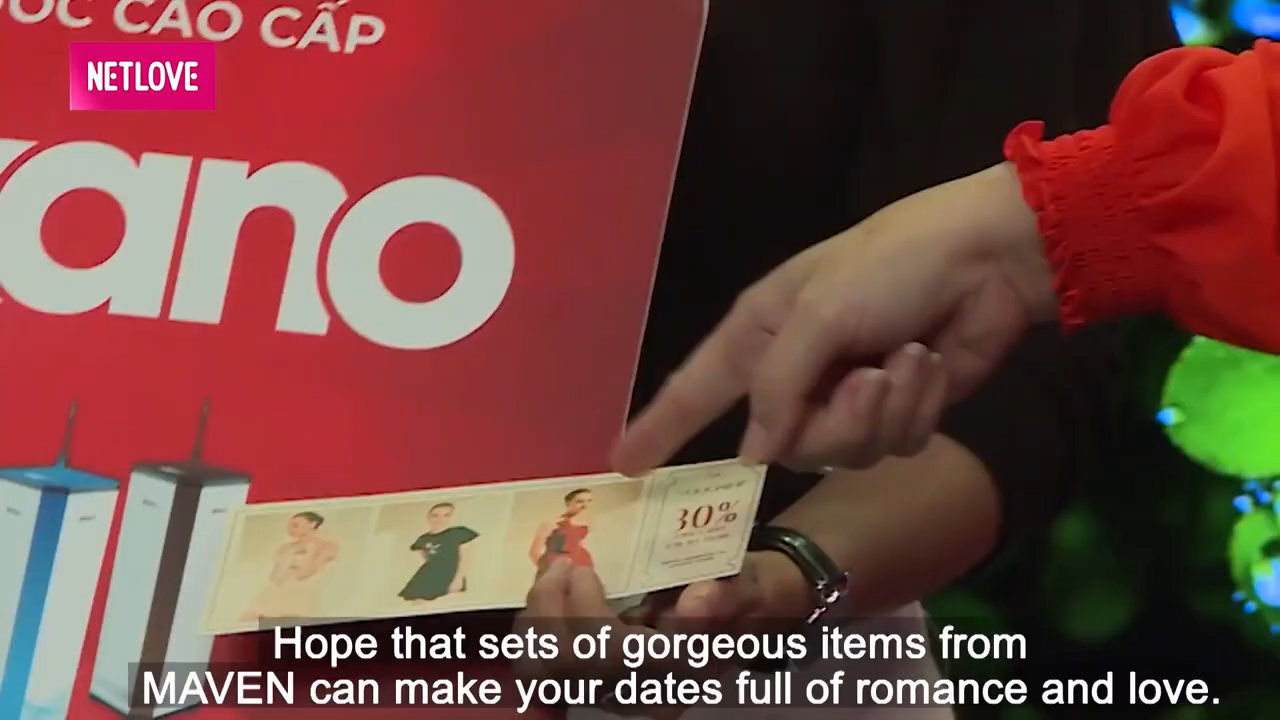 ỐC CAO CẤP
NETLOVE
ano
30%
Hope that sets of gorgeous items from
MAVEN can make your dates full of romance and love.